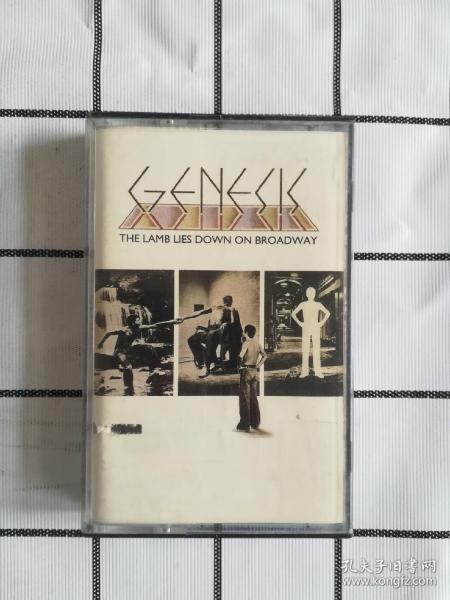 GENESIS
THE LAMB LIES DOWN ON BROADWAY
孔夫子旧书网
www.kongfz.com